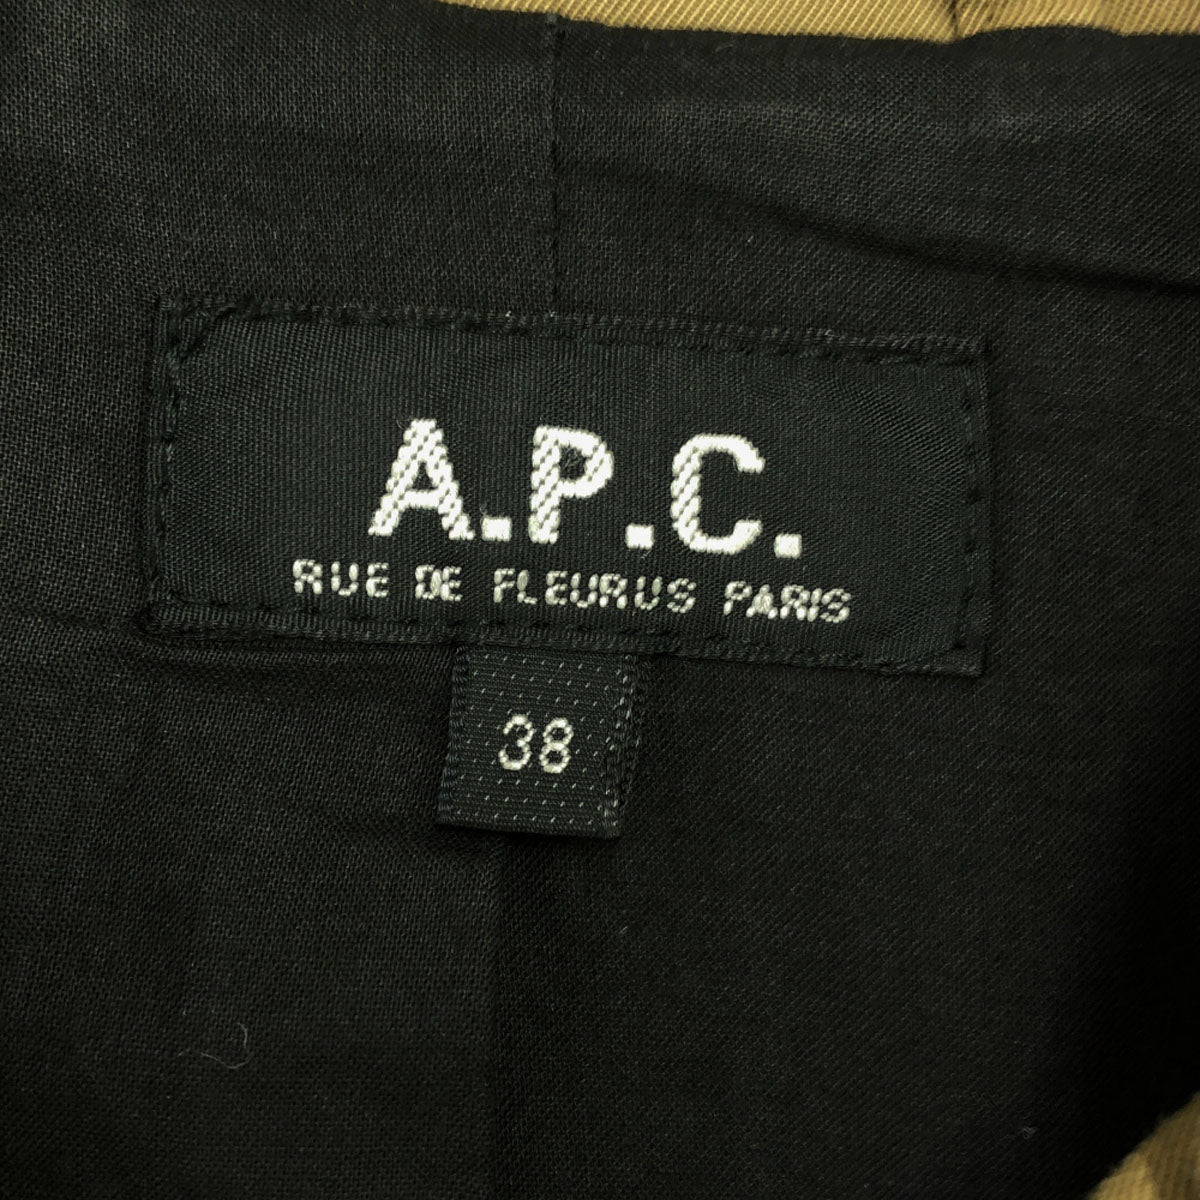 A.P.C.
RUE DE FLEURUS PARIS
38